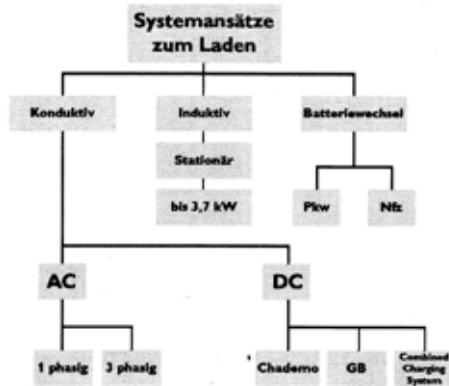 Systemansätze
zum Laden
Konduktiv
Induktiv
Batteriewechsel
Stationär
bis 3,7 kW
Pkw
Nfz
AC
DC
1 phasig
3 phasig
Chademo
GB
Combined
Charging
System